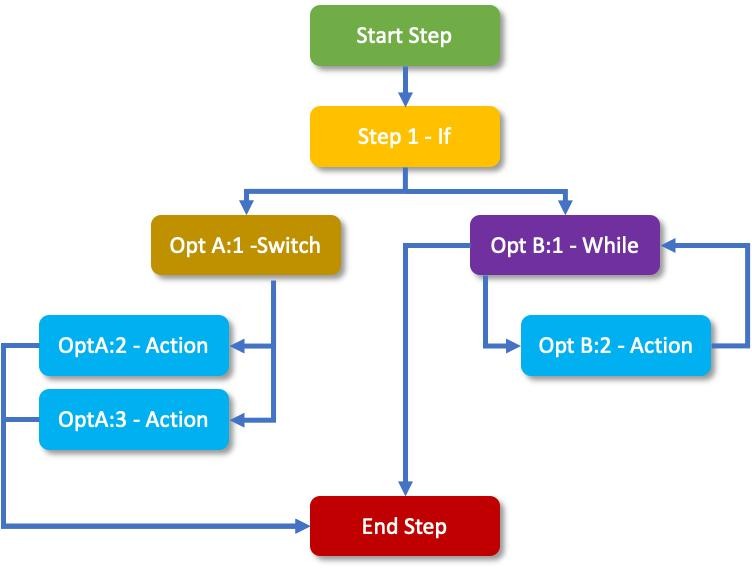 Start Step
Step 1 - If
Opt A:1 -Switch
Opt B:1 - While
OptA:2 - Action
Opt B:2 - Action
OptA:3 - Action
End Step